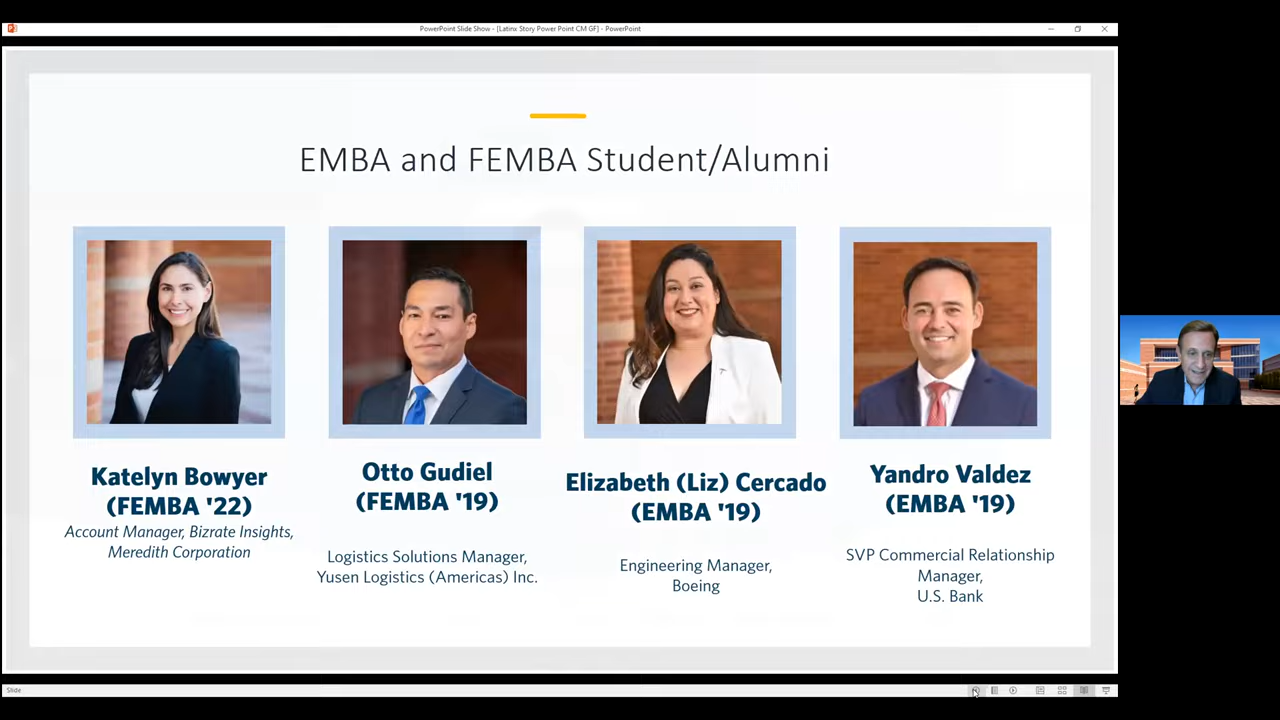 PowerPoint Slide Show - [Latinx Story Power Point CM GF] - PowerPoint
EMBA and FEMBA Student/Alumni
Katelyn Bowyer
(FEMBA '22)
Account Manager, Bizrate Insights,
Meredith Corporation
Otto Gudiel
(FEMBA '19)
Logistics Solutions Manager,
Yusen Logistics (Americas) Inc.
Elizabeth (Liz) Cercado
(EMBA '19)
Engineering Manager,
Boeing
Yandro Valdez
(EMBA '19)
SVP Commercial Relationship
Manager,
U.S. Bank
Slide